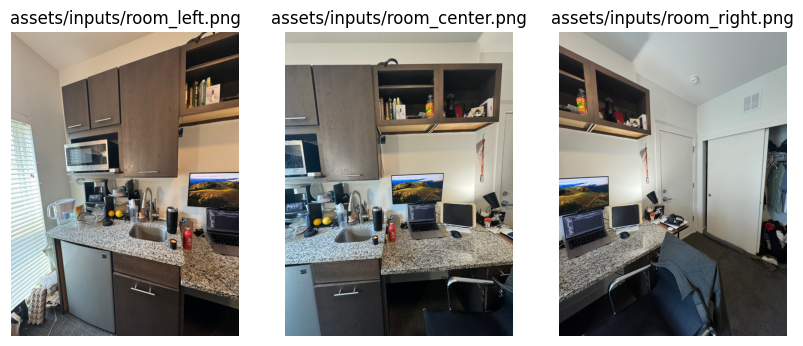 assets/inputs/room_left.png
assets/inputs/room_center.png
assets/inputs/room_right.png